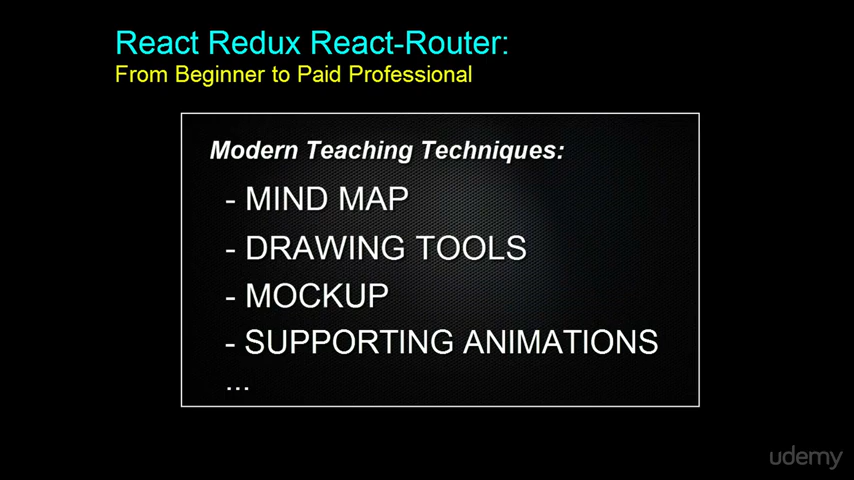 React Redux React-Router:
From Beginner to Paid Professional
Modern Teaching Techniques:
- MIND MAP
- DRAWING TOOLS
- MOCKUP
- SUPPORTING ANIMATIONS
...
udemy